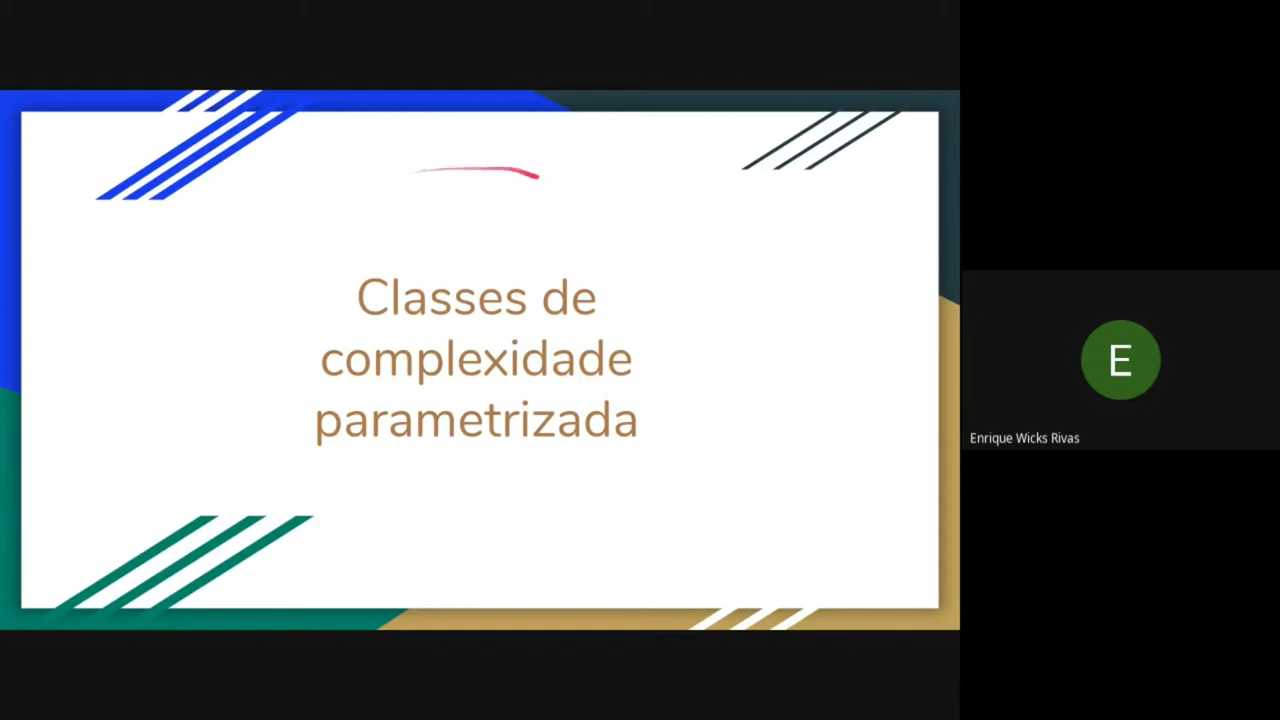 Classes de
complexidade
parametrizada
E
Enrique Wicks Rivas